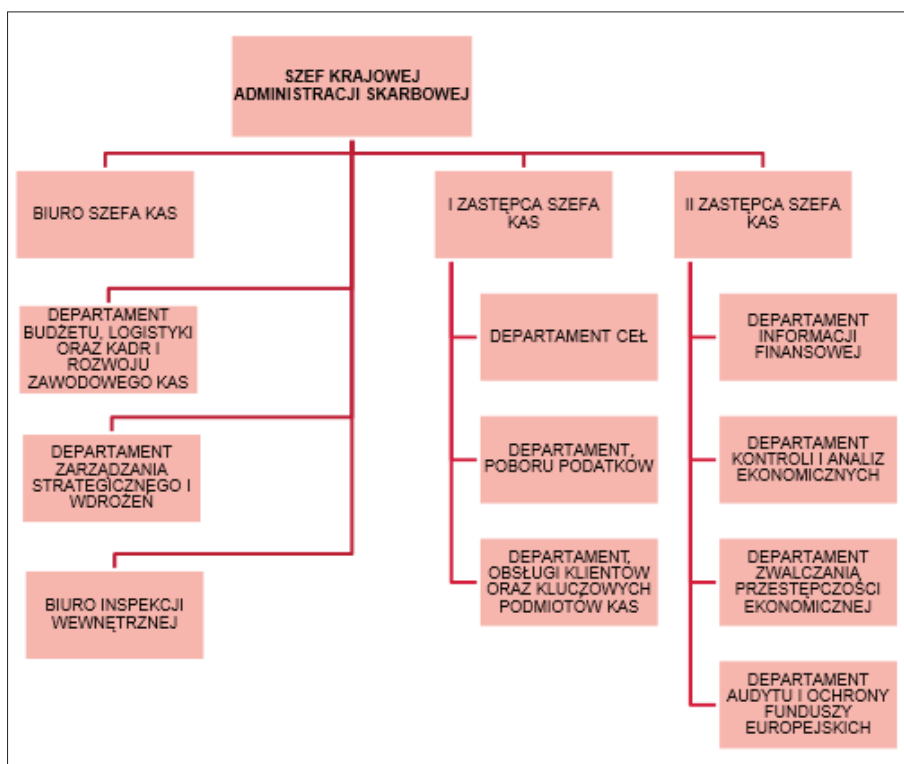 SZEF KRAJOWEJ
ADMINISTRACJI SKARBOWEJ
BIURO SZEFA KAS
I ZASTĘPCA SZEFA
KAS
II ZASTĘPCA SZEFA
KAS
DEPARTAMENT
BUDŻETU, LOGISTYKI
ORAZ KADR I
ROZWOJU
ZAWODOWEGO KAS
DEPARTAMENT CEŁ
DEPARTAMENT
INFORMACJI
FINANSOWEJ
DEPARTAMENT
ZARZĄDZANIA
STRATEGICZNEGO I
WDROŻEŃ
DEPARTAMENT,
POBORU PODATKÓW
DEPARTAMENT
KONTROLI I ANALIZ
EKONOMICZNYCH
BIURO INSPEKCJI
WEWNĘTRZNEJ
DEPARTAMENT,
OBSŁUGI KLIENTÓW
ORAZ KLUCZOWYCH
PODMIOTÓW KAS
DEPARTAMENT
ZWALCZANIA
PRZESTĘPCZOŚCI
EKONOMICZNEJ
DEPARTAMENT
AUDYTU I OCHRONY
FUNDUSZY
EUROPEJSKICH